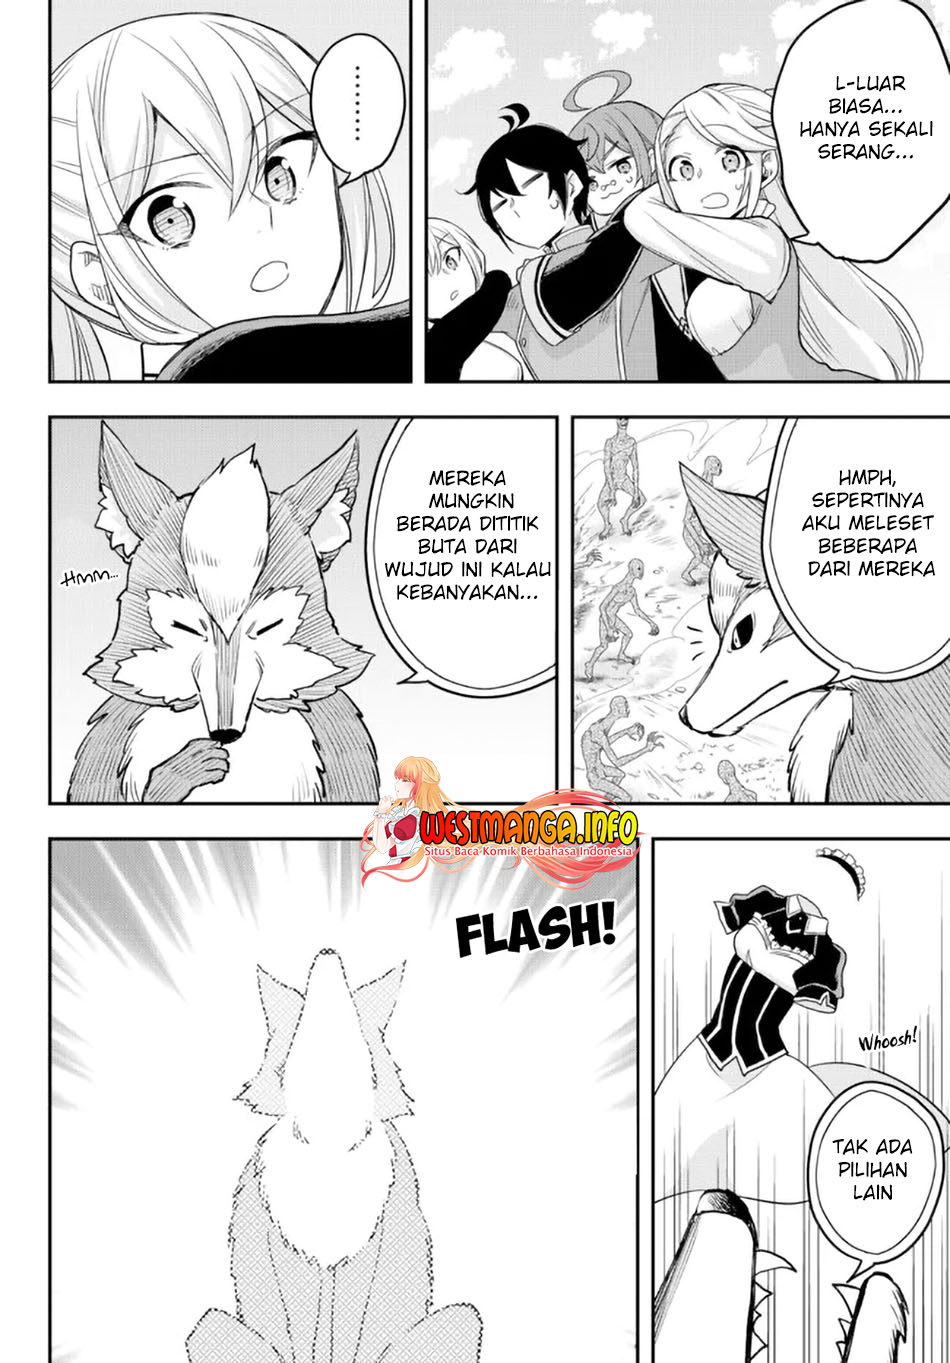 L-LUAR
BIASA...
HANYA SEKALI
SERANG...
.........
HMPH,
SEPERTINYA
AKU MELESET
BEBERAPA
DARI MEREKA
MEREKA
MUNGKIN
BERADA DITITIK
BUTA DARI
WUJUD INI KALAU
KEBANYAKAN...
HMM...
WESTMANGA.INFO
Situs Baca Komik Berbahasa Indonesia
Whoosh!
TAK ADA
PILIHAN
LAIN
FLASH!